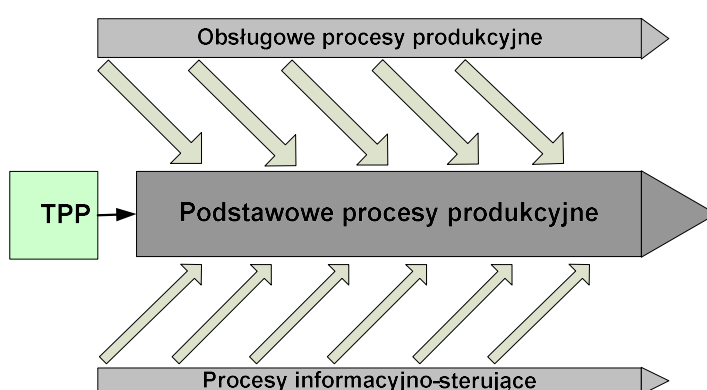 Obsługowe procesy produkcyjne
TPP
Podstawowe procesy produkcyjne
Procesy informacyjno-sterujące